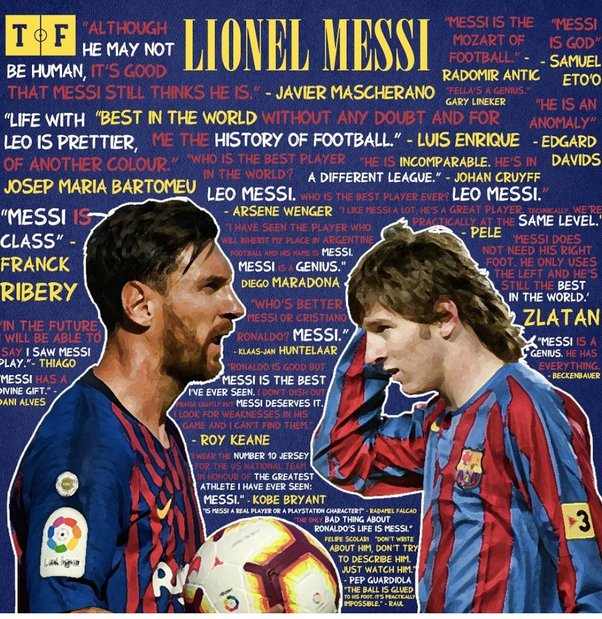 T F
LIONEL MESSI
"ALTHOUGH
HE MAY NOT
BE HUMAN, IT'S GOOD
THAT MESSI STILL THINKS HE IS." - JAVIER MASCHERANO
"MESSI IS THE
MOZART OF
FOOTBALL." -
RADOMIR ANTIC
"MESSI
IS GOD"
- SAMUEL
ETO'O
"FELLA'S A GENIUS."
GARY LINEKER
"LIFE WITH
LEO IS PRETTIER,
OF ANOTHER COLOUR."
JOSEP MARIA BARTOMEU
"BEST IN THE WORLD WITHOUT ANY DOUBT AND FOR
ME THE HISTORY OF FOOTBALL." - LUIS ENRIQUE
"HE IS AN
ANOMALY"
- EDGARD
DAVIDS
"WHO IS THE BEST PLAYER
IN THE WORLD?
LEO MESSI. WHO IS THE BEST PLAYER EVER? LEO MESSI."
- ARSENE WENGER
"HE IS INCOMPARABLE. HE'S IN
A DIFFERENT LEAGUE." - JOHAN CRUYFF
"I LIKE MESSI A LOT, HE'S A GREAT PLAYER. TECHNICALLY, WE'RE
PRACTICALLY AT THE SAME LEVEL.'
- PELE
"MESSI IS
CLASS" -
FRANCK
RIBERY
"I HAVE SEEN THE PLAYER WHO
WILL INHERIT MY PLACE IN ARGENTINE
FOOTBALL AND HIS NAME IS MESSI.
MESSI IS A GENIUS."
DIEGO MARADONA
'MESSI DOES
NOT NEED HIS RIGHT
FOOT. HE ONLY USES
THE LEFT AND HE'S
STILL THE BEST
IN THE WORLD.'
ZLATAN
"WHO'S BETTER
MESSI OR CRISTIANO
RONALDO? MESSI."
- KLAAS-JAN HUNTELAAR
"MESSI IS A
GENIUS. HE HAS
EVERYTHING.
- BECKENBAUER
"IN THE FUTURE
I WILL BE ABLE TO
SAY I SAW MESSI
PLAY."- THIAGO
"MESSI HAS A
DIVINE GIFT." -
DANI ALVES
"RONALDO IS GOOD BUT
MESSI IS THE BEST
I'VE EVER SEEN. I DON'T DISH OUT
PRAISE LIGHTLY BUT MESSI DESERVES IT.
I LOOK FOR WEAKNESSES IN HIS
GAME AND I CAN'T FIND THEM."
- ROY KEANE
"I WEAR THE NUMBER 10 JERSEY
FOR THE US NATIONAL TEAM
IN HONOUR OF THE GREATEST
ATHLETE I HAVE EVER SEEN:
MESSI." - KOBE BRYANT
"IS MESSI A REAL PLAYER OR A PLAYSTATION CHARACTER?" - RADAMEL FALCAO
"THE ONLY BAD THING ABOUT
RONALDO'S LIFE IS MESSI."
FELIPE SCOLARI
"DON'T WRITE
ABOUT HIM, DON'T TRY
TO DESCRIBE HIM.
JUST WATCH HIM."
- PEP GUARDIOLA
"THE BALL IS GLUED
TO HIS FOOT. IT'S PRACTICALLY
IMPOSSIBLE." - RAUL
LaLiga
3